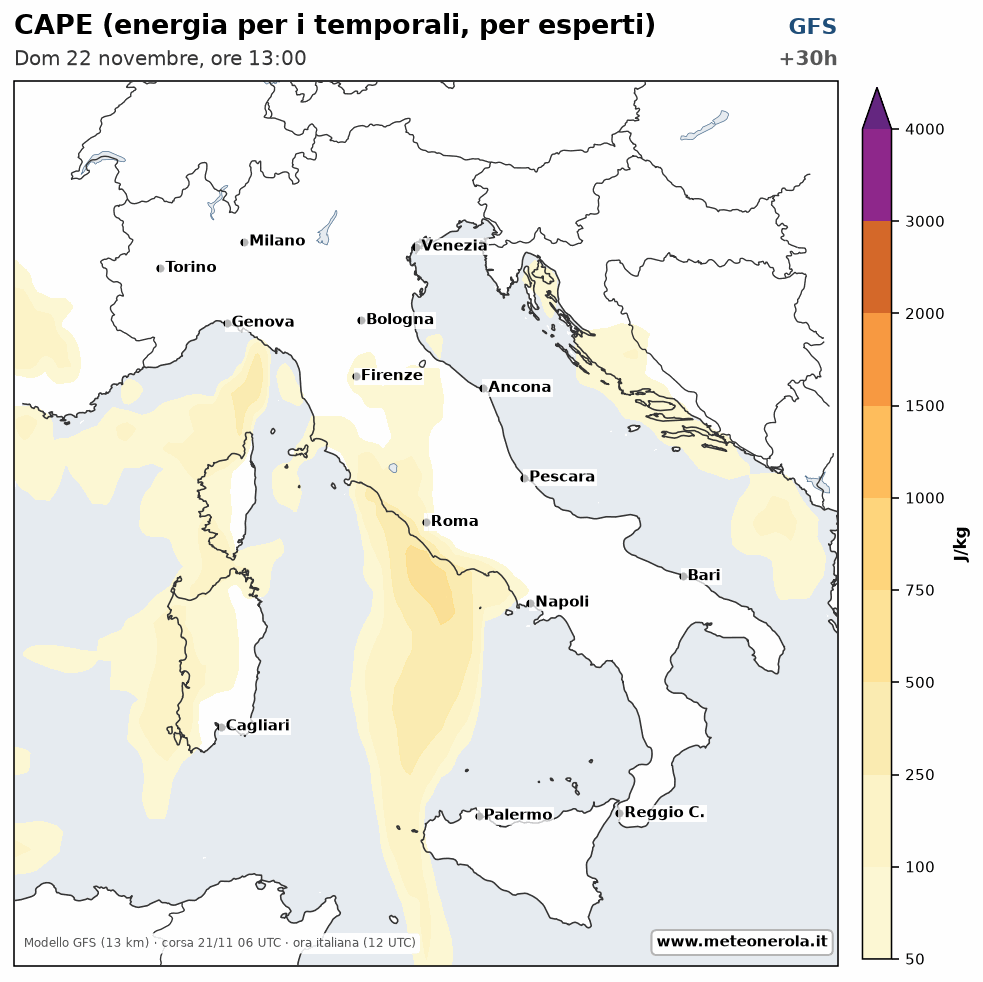 CAPE (energia per i temporali, per esperti)
GFS
Dom 22 novembre, ore 13:00
+30h
4000
3000
2000
1500
1000
750
500
250
100
50
J/kg
Milano
Venezia
Torino
Genova
Bologna
Firenze
Ancona
Pescara
Roma
Bari
Napoli
Cagliari
Palermo
Reggio C.
Modello GFS (13 km) · corsa 21/11 06 UTC · ora italiana (12 UTC)
www.meteonerola.it